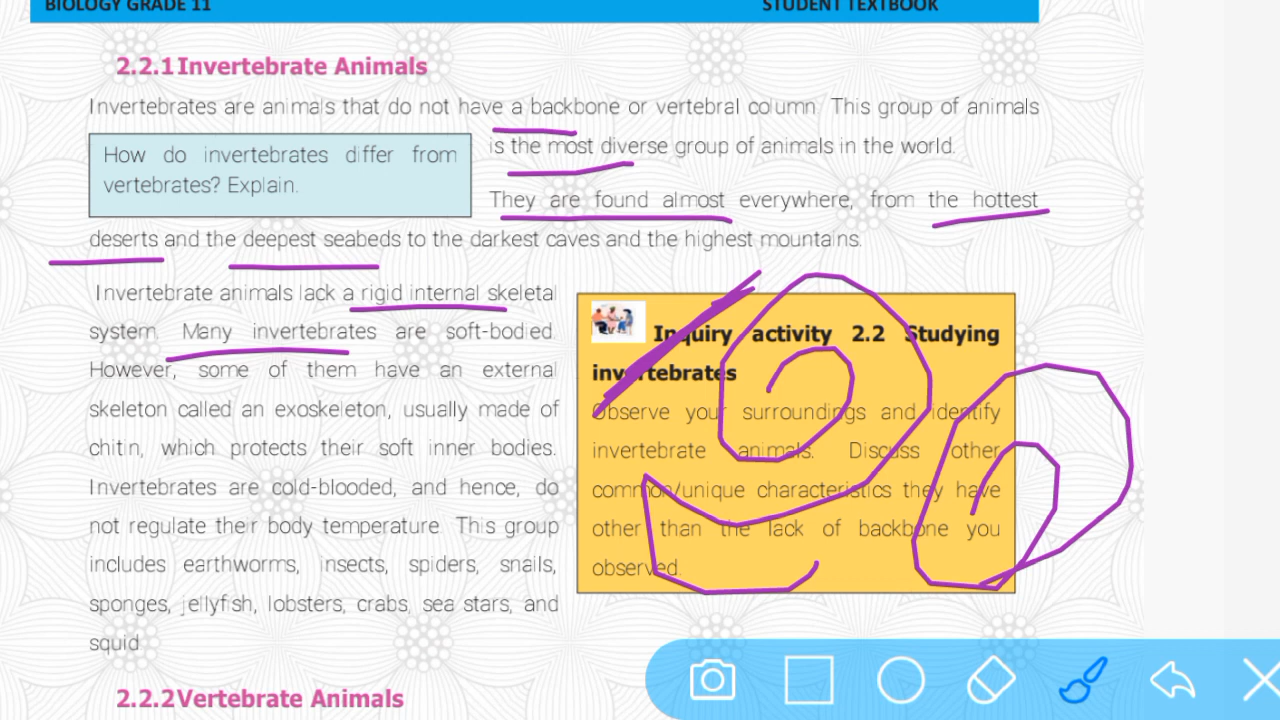 BIOLOGY GRADE 11 STUDENT TEXTBOOK
2.2.1 Invertebrate Animals
Invertebrates are animals that do not have a backbone or vertebral column. This group of animals
is the most diverse group of animals in the world.
How do invertebrates differ from
vertebrates? Explain.
They are found almost everywhere, from the hottest
deserts and the deepest seabeds to the darkest caves and the highest mountains.
Invertebrate animals lack a rigid internal skeletal
system. Many invertebrates are soft-bodied.
However, some of them have an external
skeleton called an exoskeleton, usually made of
chitin, which protects their soft inner bodies.
Invertebrates are cold-blooded, and hence, do
not regulate their body temperature. This group
includes earthworms, insects, spiders, snails,
sponges, jellyfish, lobsters, crabs, sea stars, and
squid.
Inquiry activity 2.2 Studying
invertebrates
Observe your surroundings and identify
invertebrate animals. Discuss other
common/unique characteristics they have
other than the lack of backbone you
observed.
2.2.2 Vertebrate Animals